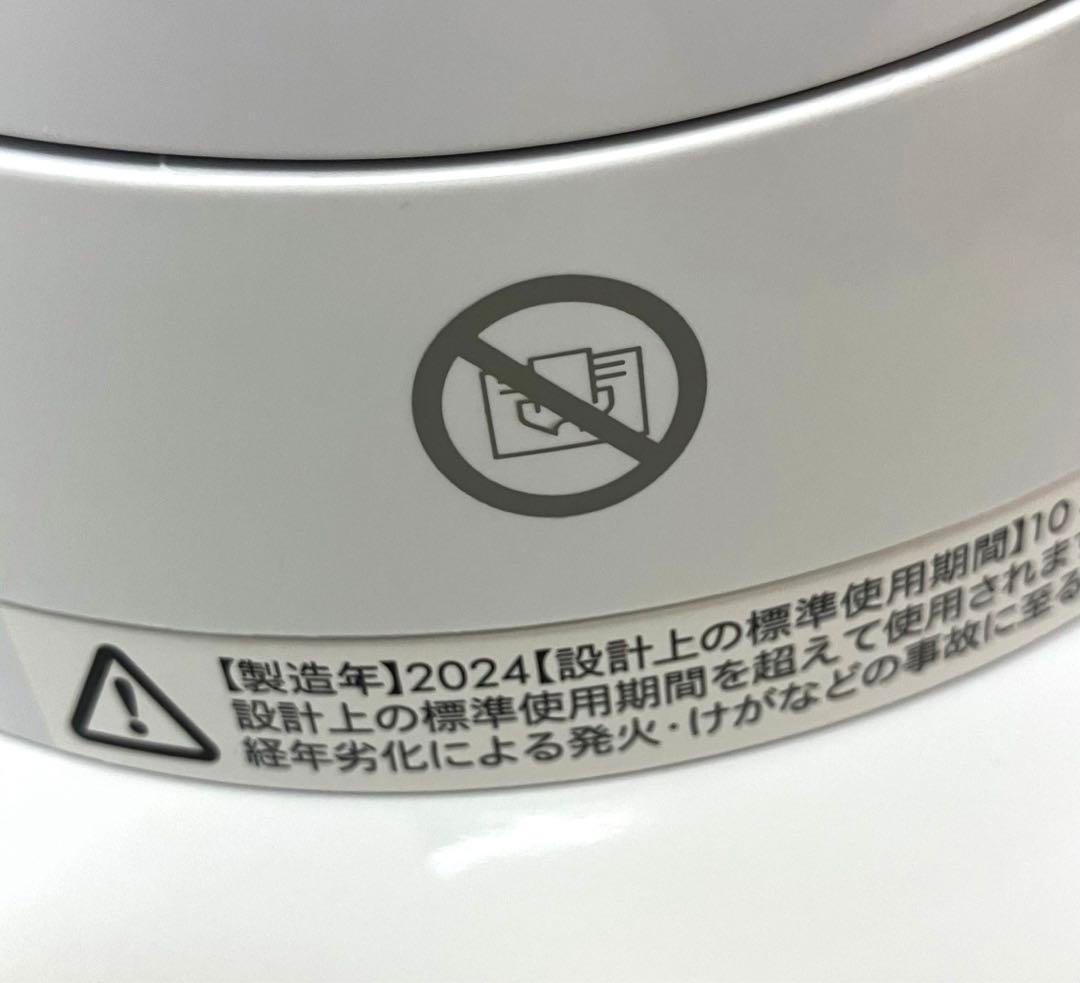 【製造年】2024【設計上の標準使用期間】10
設計上の標準使用期間を超えて使用されます
経年劣化による発火・けがなどの事故に至る